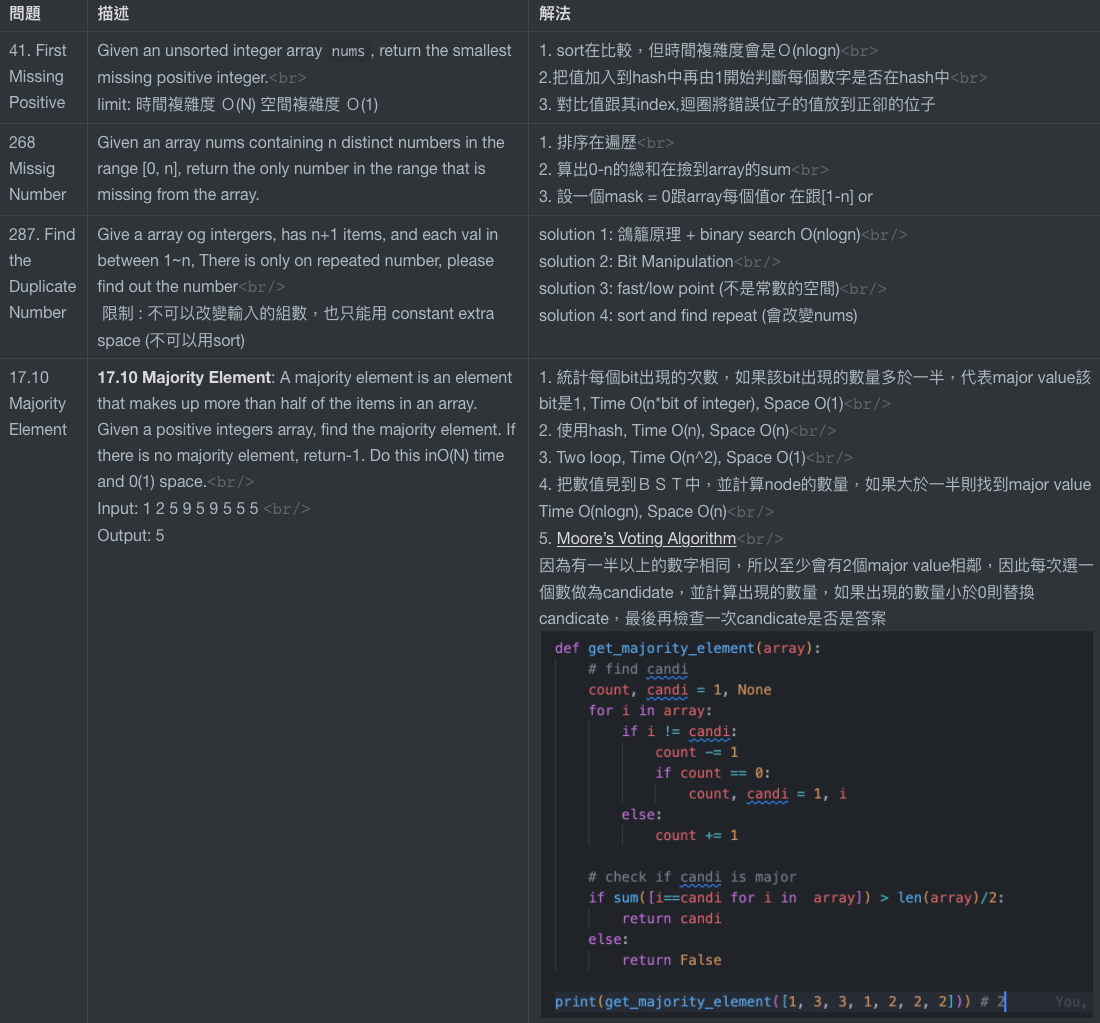 問題 描述 解法
41. First Missing Positive
Given an unsorted integer array nums, return the smallest
missing positive integer.<br>
limit: 時間複雜度 Ｏ(N) 空間複雜度 Ｏ(1)
1. sort在比較，但時間複雜度會是Ｏ(nlogn)<br>
2.把值加入到hash中再由1開始判斷每個數字是否在hash中<br>
3. 對比值跟其index,迴圈將錯誤位子的值放到正卻的位子
268
Missig
Number
Given an array nums containing n distinct numbers in the
range [0, n], return the only number in the range that is
missing from the array.
1. 排序在遍歷<br>
2. 算出0-n的總和在撿到array的sum<br>
3. 設一個mask = 0跟array每個值or 在跟[1-n] or
287. Find
the
Duplicate
Number
Give a array og intergers, has n+1 items, and each val in
between 1~n, There is only on repeated number, please
find out the number<br/>
限制 : 不可以改變輸入的組數，也只能用 constant extra
space (不可以用sort)
solution 1: 鴿籠原理 + binary search O(nlogn)<br/>
solution 2: Bit Manipulation<br/>
solution 3: fast/low point (不是常數的空間)<br/>
solution 4: sort and find repeat (會改變nums)
17.10
Majority
Element
17.10 Majority Element: A majority element is an element
that makes up more than half of the items in an array.
Given a positive integers array, find the majority element. If
there is no majority element, return-1. Do this inO(N) time
and 0(1) space.<br/>
Input: 1 2 5 9 5 9 5 5 5 <br/>
Output: 5
1. 統計每個bit出現的次數，如果該bit出現的數量多於一半，代表major value該
bit是1, Time O(n*bit of integer), Space O(1)<br/>
2. 使用hash, Time O(n), Space O(n)<br/>
3. Two loop, Time O(n^2), Space O(1)<br/>
4. 把數值見到ＢＳＴ中，並計算node的數量，如果大於一半則找到major value
Time O(nlogn), Space O(n)<br/>
5. Moore's Voting Algorithm<br/>
因為有一半以上的數字相同，所以至少會有2個major value相鄰，因此每次選一
個數做為candidate，並計算出現的數量，如果出現的數量小於0則替換
candicate，最後再檢查一次candicate是否是答案
def get_majority_element(array):
# find candi
count, candi = 1, None
for i in array:
if i != candi:
count -= 1
if count == 0:
count, candi = 1, i
else:
count += 1
# check if candi is major
if sum([i==candi for i in  array]) > len(array)/2:
return candi
else:
return False
print(get_majority_element([1, 3, 3, 1, 2, 2, 2])) # 2 You,